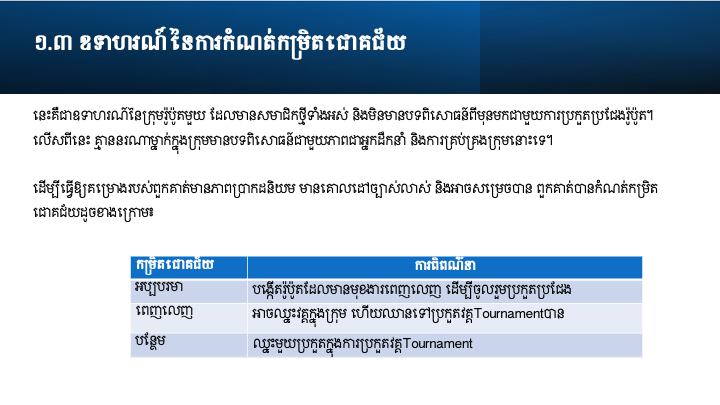 ១.៣ ឧទាហរណ៍ នៃការកំណត់កម្រិតជោគជ័យ
នេះគឺជាឧទាហរណ៍នៃក្រុមរ៉ូប៉ូតមួយ ដែលមានសមាជិកថ្មីទាំងអស់ និងមិនមានបទពិសោធន៍ពីមុនមកជាមួយការប្រកួតប្រជែងរ៉ូប៉ូត។
លើសពីនេះ គ្មាននរណាម្នាក់ក្នុងក្រុមមានបទពិសោធន៍ជាមួយភាពជាអ្នកដឹកនាំ និងការគ្រប់គ្រងក្រុមនោះទេ។
ដើម្បីធ្វើឱ្យគម្រោងរបស់ពួកគាត់មានភាពប្រាកដនិយម មានគោលដៅច្បាស់លាស់ និងអាចសម្រេចបាន ពួកគាត់បានកំណត់កម្រិត
ជោគជ័យដូចខាងក្រោម៖
កម្រិតជោគជ័យ ការពិពណ៌នា
អប្បបរមា បង្កើតរ៉ូប៉ូតដែលមានមុខងារពេញលេញ ដើម្បីចូលរួមប្រកួតប្រជែង
ពេញលេញ អាចឈ្នះវគ្គក្នុងក្រុម ហើយឈានទៅប្រកួតវគ្គTournamentបាន
បន្ថែម ឈ្នះមួយប្រកួតក្នុងការប្រកួតវគ្គTournament